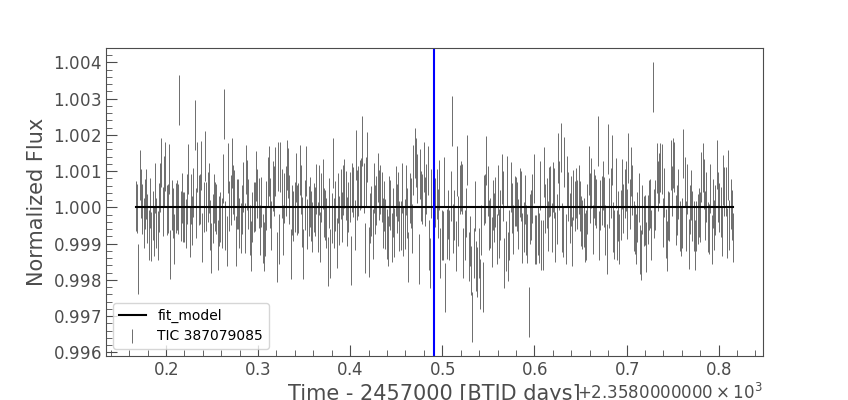 1.004
1.003
1.002
1.001
1.000
0.999
0.998
0.997
0.996
Normalized Flux
fit_model
TIC 387079085
0.2 0.3 0.4 0.5 0.6 0.7 0.8
Time - 2457000 [BTJD days]
+2.3580000000 × 10³